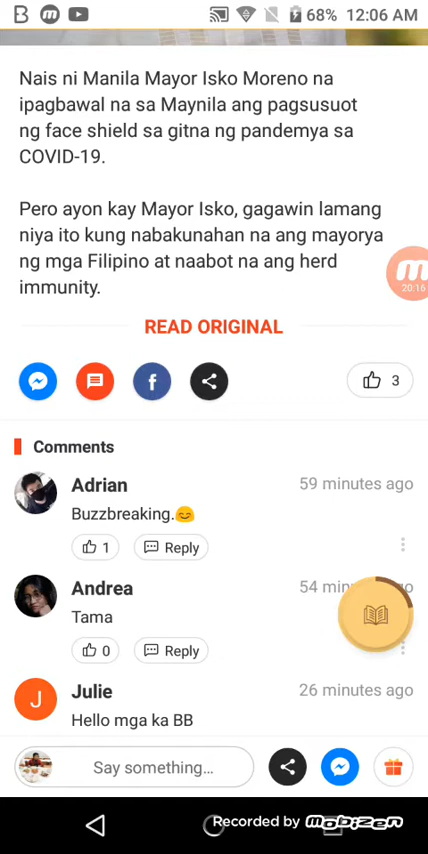 68% 12:06 AM
Nais ni Manila Mayor Isko Moreno na
ipagbawal na sa Maynila ang pagsusuot
ng face shield sa gitna ng pandemya sa
COVID-19.
Pero ayon kay Mayor Isko, gagawin lamang
niya ito kung nabakunahan na ang mayorya
ng mga Filipino at naabot na ang herd
immunity.
20:16
READ ORIGINAL
3
Comments
Adrian 59 minutes ago
Buzzbreaking.😊
1 Reply
Andrea 54
Tama
0 Reply
J Julie 26 minutes ago
Hello mga ka BB
Say something...
Recorded by Mobizen